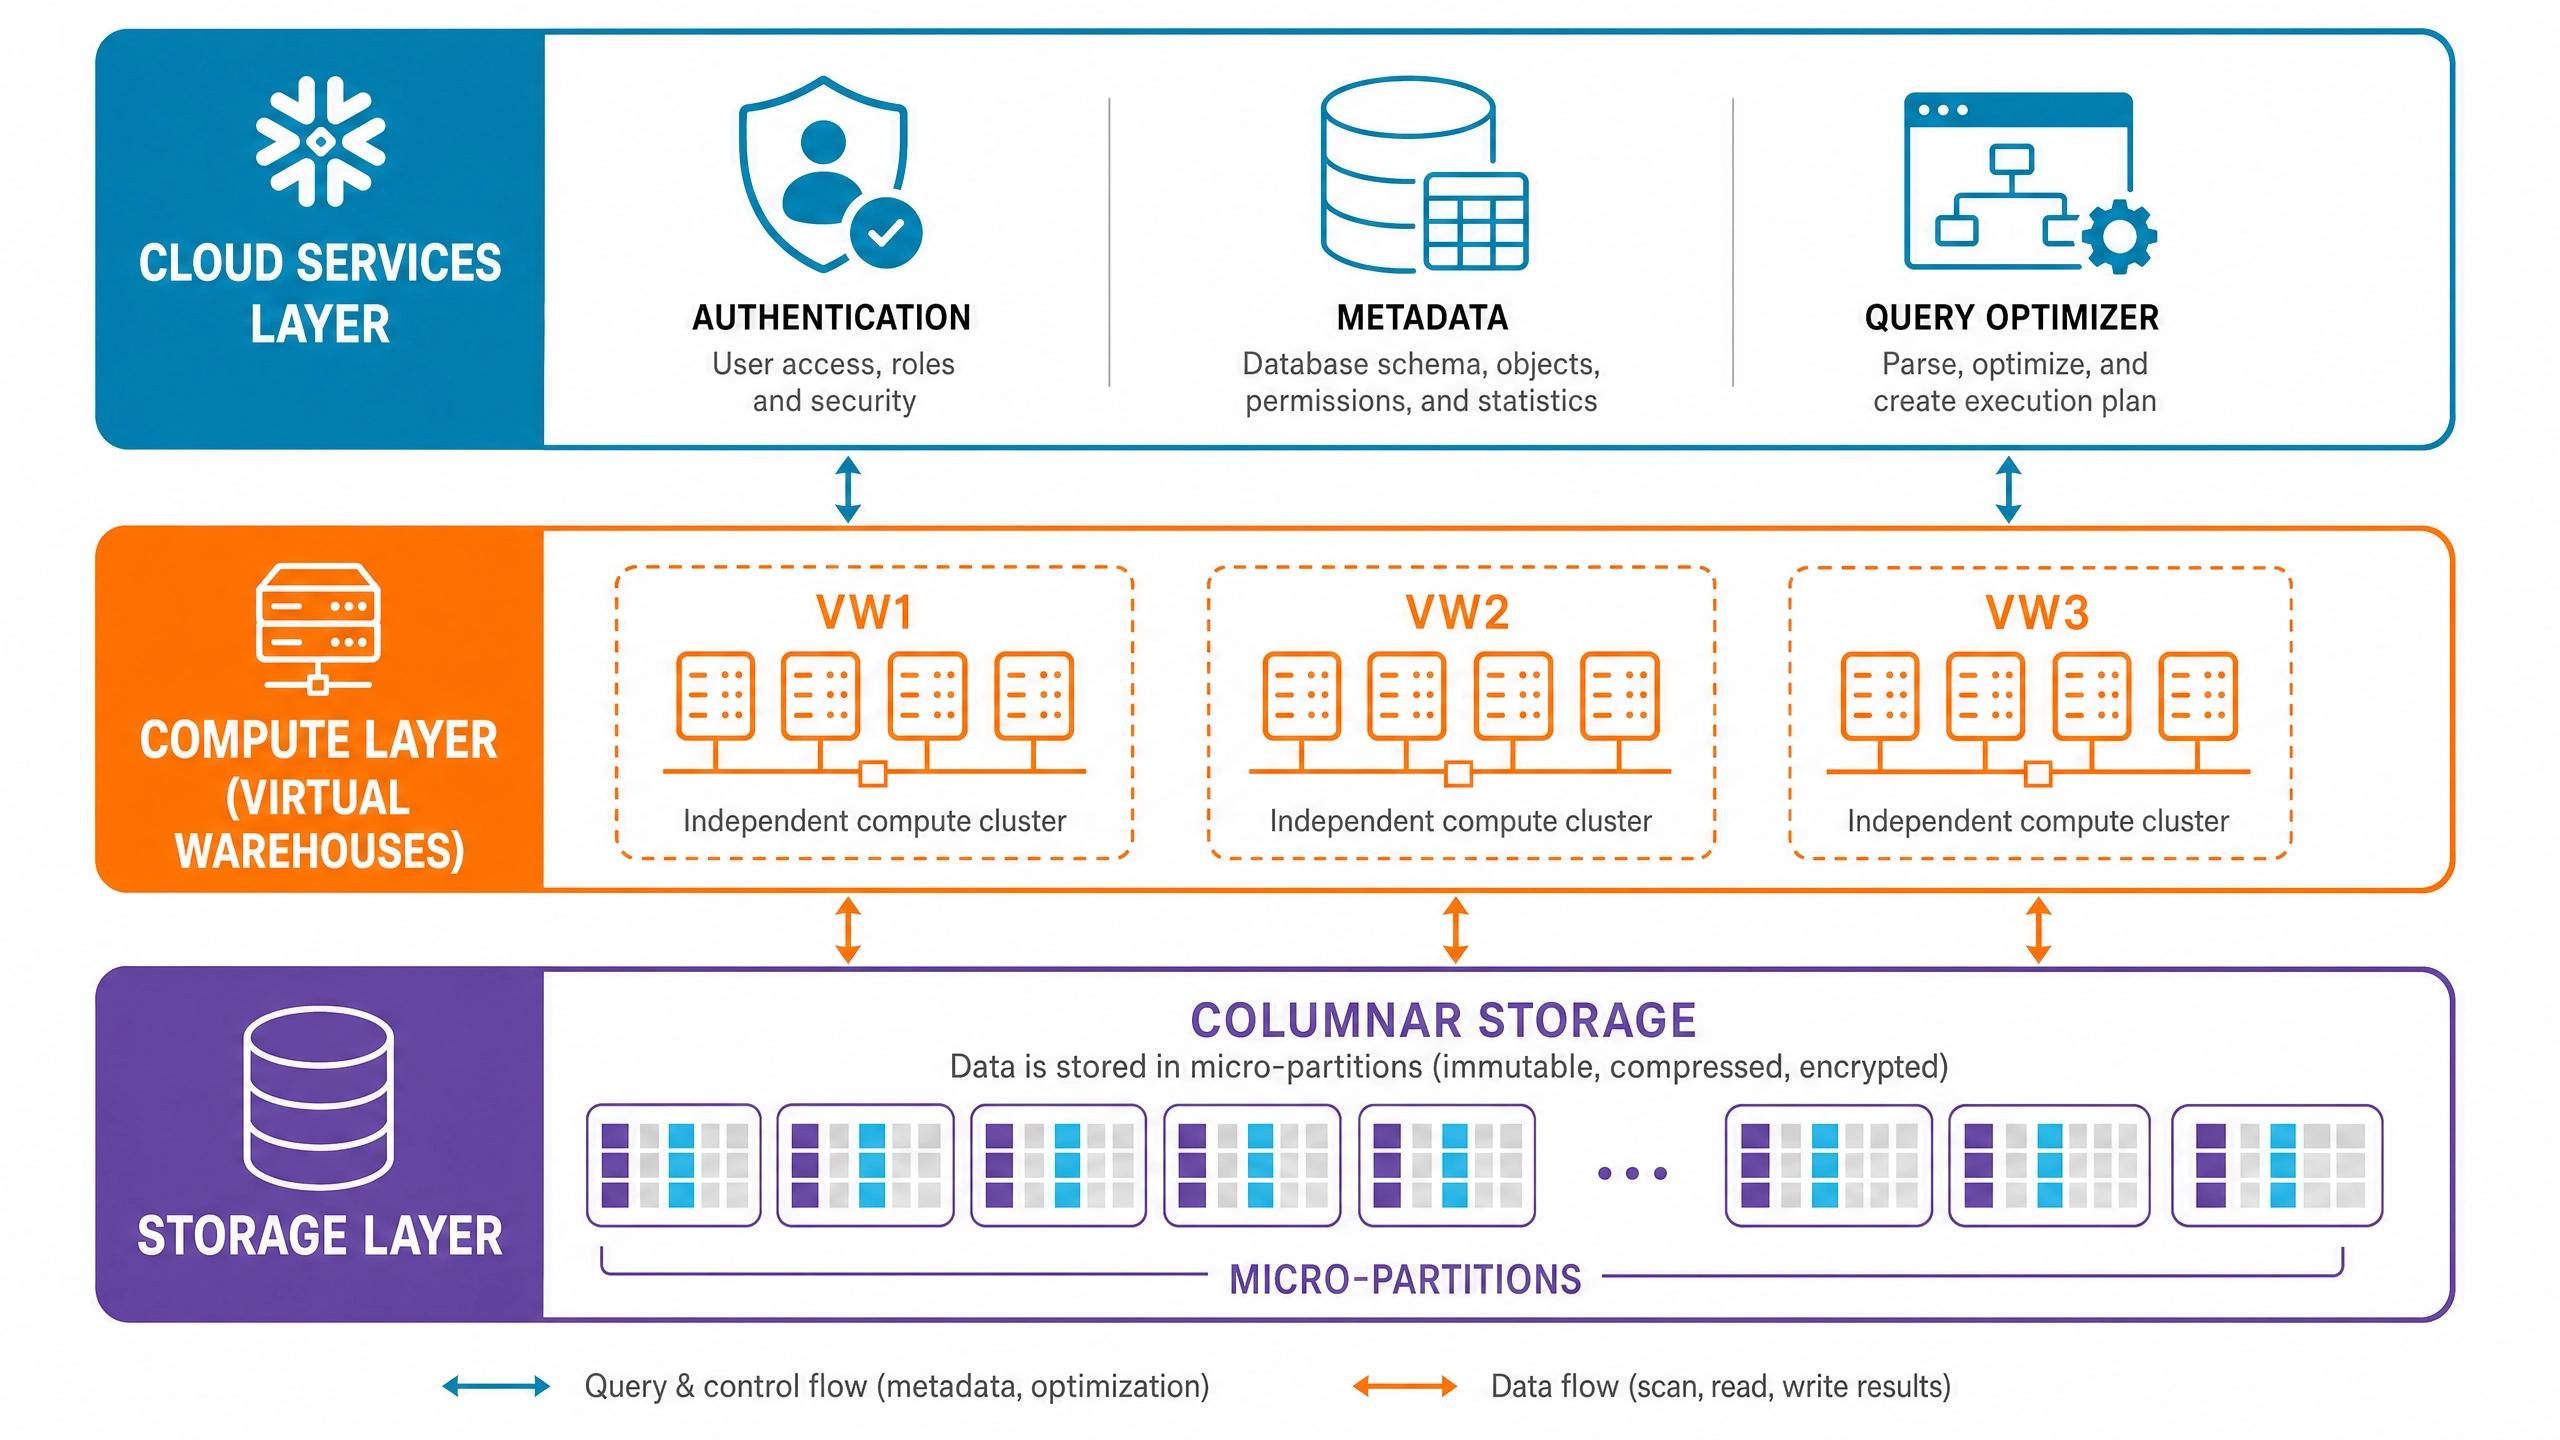 CLOUD SERVICES
LAYER
AUTHENTICATION
User access, roles
and security
METADATA
Database schema, objects,
permissions, and statistics
QUERY OPTIMIZER
Parse, optimize, and
create execution plan
COMPUTE LAYER
(VIRTUAL
WAREHOUSES)
VW1
Independent compute cluster
VW2
Independent compute cluster
VW3
Independent compute cluster
STORAGE LAYER
COLUMNAR STORAGE
Data is stored in micro-partitions (immutable, compressed, encrypted)
MICRO-PARTITIONS
Query & control flow (metadata, optimization)
Data flow (scan, read, write results)